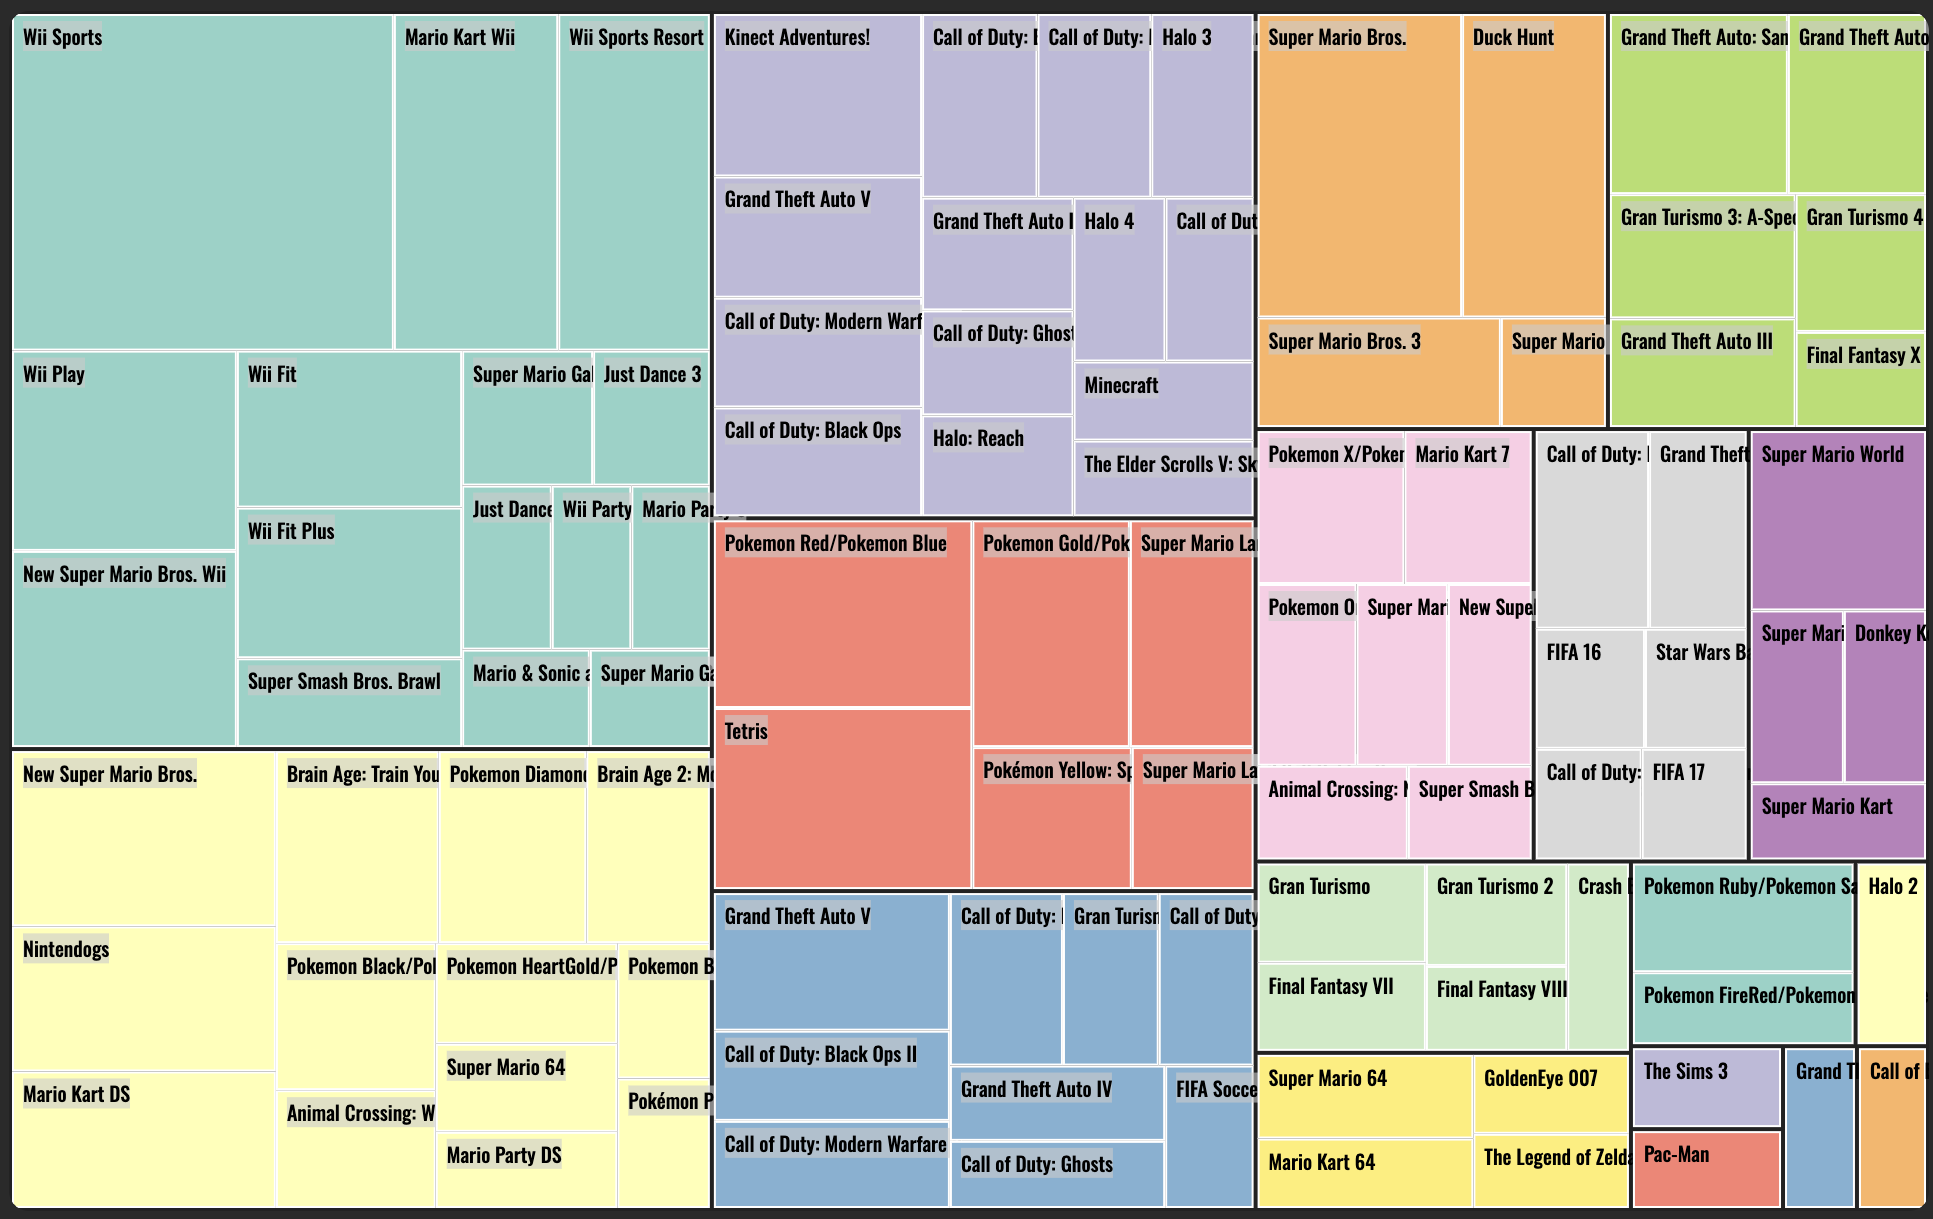 Wii Sports
Mario Kart Wii
Wii Sports Resort
Wii Play
Wii Fit
Super Mario Gal
Just Dance 3
Wii Fit Plus
Just Dance
Wii Party
Mario Party
New Super Mario Bros. Wii
Super Smash Bros. Brawl
Mario & Sonic a
Super Mario Ga
Kinect Adventures!
Call of Duty:
Call of Duty:
Halo 3
Grand Theft Auto V
Grand Theft Auto I
Halo 4
Call of Dut
Call of Duty: Modern Warf
Call of Duty: Ghost
Minecraft
Call of Duty: Black Ops
Halo: Reach
The Elder Scrolls V: Sk
Super Mario Bros.
Duck Hunt
Super Mario Bros. 3
Super Mario
Grand Theft Auto: San
Grand Theft Auto
Gran Turismo 3: A-Spec
Gran Turismo 4
Grand Theft Auto III
Final Fantasy X
Pokemon Red/Pokemon Blue
Pokemon Gold/Pok
Super Mario La
Tetris
Pokémon Yellow: Sp
Super Mario La
Pokemon X/Poke
Mario Kart 7
Pokemon O
Super Mari
New Supe
Animal Crossing:
Super Smash B
Call of Duty:
Grand Theft
FIFA 16
Star Wars Ba
Call of Duty:
FIFA 17
Super Mario World
Super Mari
Donkey K
Super Mario Kart
New Super Mario Bros.
Brain Age: Train You
Pokemon Diamond
Brain Age 2: Mo
Nintendogs
Pokemon Black/Pok
Pokemon HeartGold/P
Pokemon B
Mario Kart DS
Animal Crossing: W
Super Mario 64
Mario Party DS
Pokémon P
Grand Theft Auto V
Call of Duty:
Gran Turism
Call of Duty
Call of Duty: Black Ops II
Grand Theft Auto IV
FIFA Socce
Call of Duty: Modern Warfare
Call of Duty: Ghosts
Gran Turismo
Gran Turismo 2
Crash
Final Fantasy VII
Final Fantasy VIII
Pokemon Ruby/Pokemon Sa
Pokemon FireRed/Pokemon
Halo 2
Super Mario 64
GoldenEye 007
Mario Kart 64
The Legend of Zelda
The Sims 3
Pac-Man
Grand T
Call of